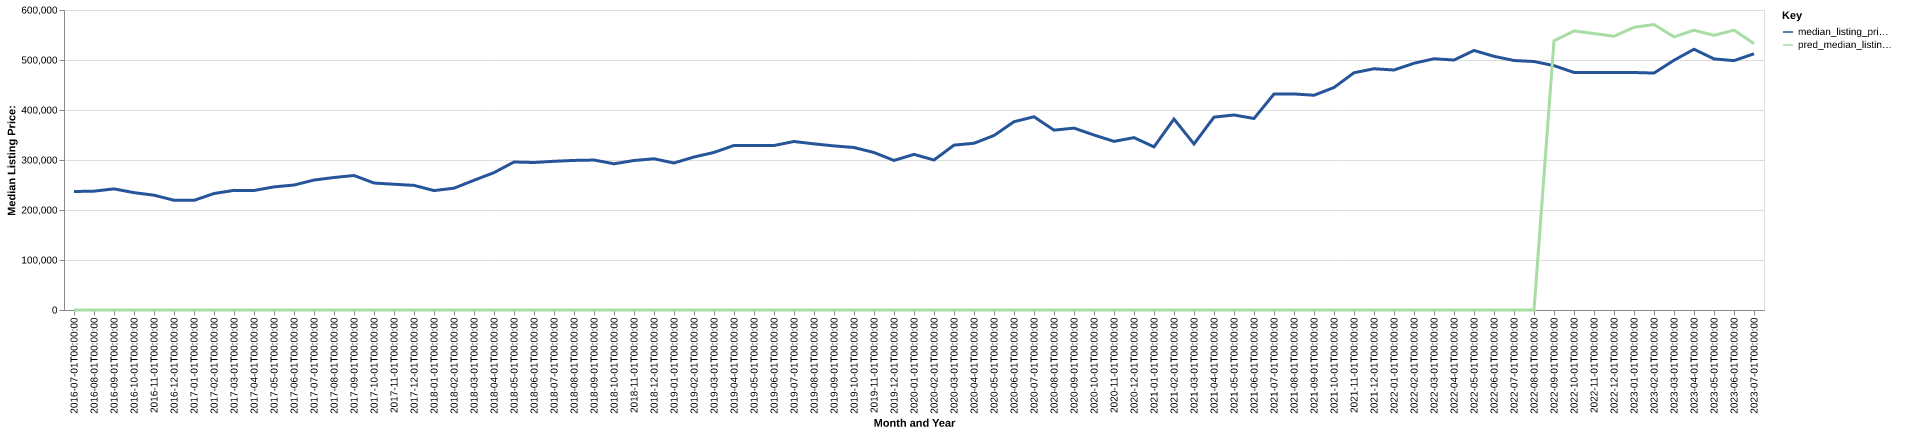 600,000
500,000
400,000
300,000
200,000
100,000
0
Median Listing Price:
2016-07-01T00:00:00
2016-08-01T00:00:00
2016-09-01T00:00:00
2016-10-01T00:00:00
2016-11-01T00:00:00
2016-12-01T00:00:00
2017-01-01T00:00:00
2017-02-01T00:00:00
2017-03-01T00:00:00
2017-04-01T00:00:00
2017-05-01T00:00:00
2017-06-01T00:00:00
2017-07-01T00:00:00
2017-08-01T00:00:00
2017-09-01T00:00:00
2017-10-01T00:00:00
2017-11-01T00:00:00
2017-12-01T00:00:00
2018-01-01T00:00:00
2018-02-01T00:00:00
2018-03-01T00:00:00
2018-04-01T00:00:00
2018-05-01T00:00:00
2018-06-01T00:00:00
2018-07-01T00:00:00
2018-08-01T00:00:00
2018-09-01T00:00:00
2018-10-01T00:00:00
2018-11-01T00:00:00
2018-12-01T00:00:00
2019-01-01T00:00:00
2019-02-01T00:00:00
2019-03-01T00:00:00
2019-04-01T00:00:00
2019-05-01T00:00:00
2019-06-01T00:00:00
2019-07-01T00:00:00
2019-08-01T00:00:00
2019-09-01T00:00:00
2019-10-01T00:00:00
2019-11-01T00:00:00
2019-12-01T00:00:00
2020-01-01T00:00:00
2020-02-01T00:00:00
2020-03-01T00:00:00
2020-04-01T00:00:00
2020-05-01T00:00:00
2020-06-01T00:00:00
2020-07-01T00:00:00
2020-08-01T00:00:00
2020-09-01T00:00:00
2020-10-01T00:00:00
2020-11-01T00:00:00
2020-12-01T00:00:00
2021-01-01T00:00:00
2021-02-01T00:00:00
2021-03-01T00:00:00
2021-04-01T00:00:00
2021-05-01T00:00:00
2021-06-01T00:00:00
2021-07-01T00:00:00
2021-08-01T00:00:00
2021-09-01T00:00:00
2021-10-01T00:00:00
2021-11-01T00:00:00
2021-12-01T00:00:00
2022-01-01T00:00:00
2022-02-01T00:00:00
2022-03-01T00:00:00
2022-04-01T00:00:00
2022-05-01T00:00:00
2022-06-01T00:00:00
2022-07-01T00:00:00
2022-08-01T00:00:00
2022-09-01T00:00:00
2022-10-01T00:00:00
2022-11-01T00:00:00
2022-12-01T00:00:00
2023-01-01T00:00:00
2023-02-01T00:00:00
2023-03-01T00:00:00
2023-04-01T00:00:00
2023-05-01T00:00:00
2023-06-01T00:00:00
2023-07-01T00:00:00
Month and Year
Key
median_listing_pri…
pred_median_listin…